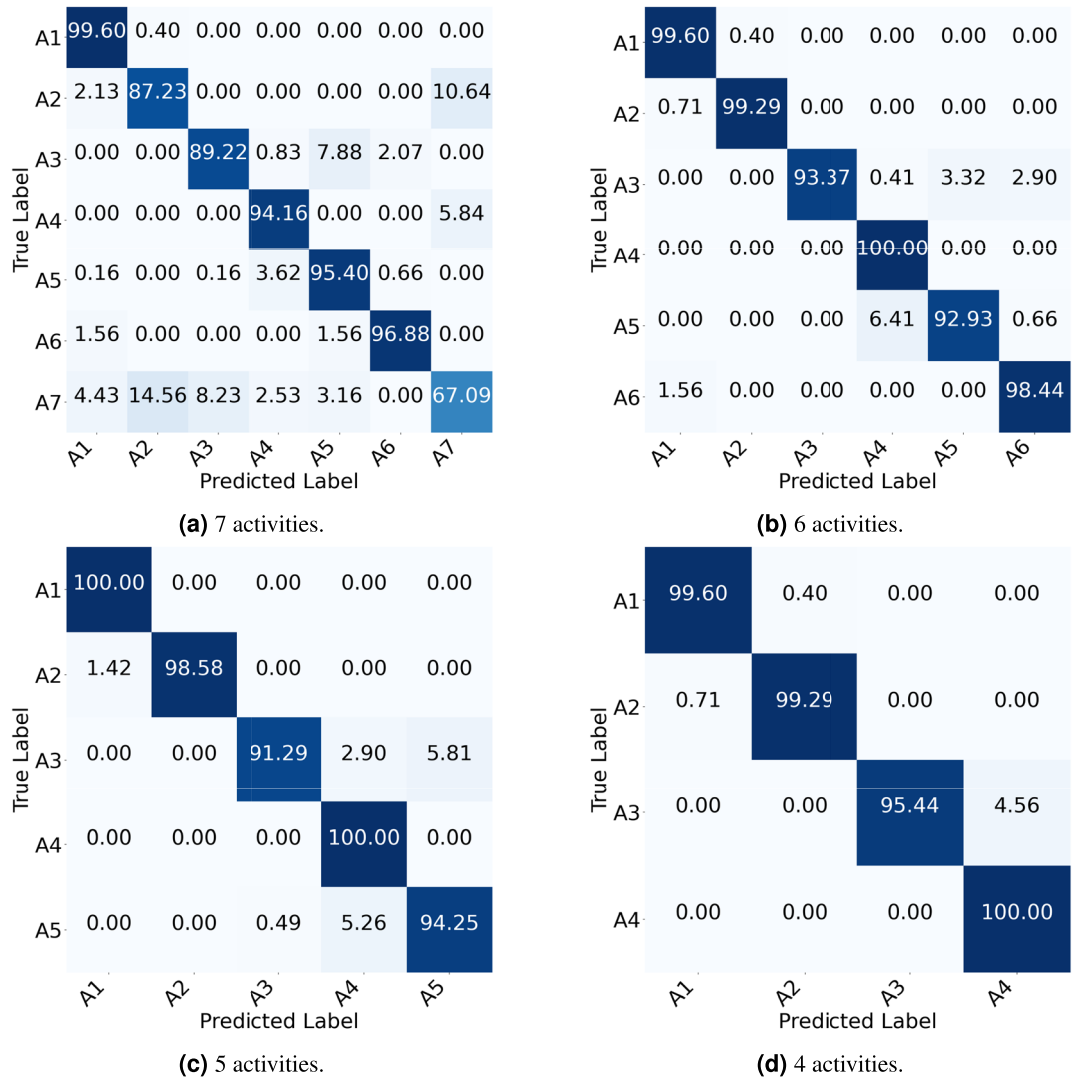 A1 99.60 0.40 0.00 0.00 0.00 0.00 0.00
A2 2.13 87.23 0.00 0.00 0.00 0.00 10.64
A3 0.00 0.00 89.22 0.83 7.88 2.07 0.00
A4 0.00 0.00 0.00 94.16 0.00 0.00 5.84
A5 0.16 0.00 0.16 3.62 95.40 0.66 0.00
A6 1.56 0.00 0.00 0.00 1.56 96.88 0.00
A7 4.43 14.56 8.23 2.53 3.16 0.00 67.09
True Label
A1 A2 A3 A4 A5 A6 A7
Predicted Label
(a) 7 activities.
A1 99.60 0.40 0.00 0.00 0.00 0.00
A2 0.71 99.29 0.00 0.00 0.00 0.00
A3 0.00 0.00 93.37 0.41 3.32 2.90
A4 0.00 0.00 0.00 100.00 0.00 0.00
A5 0.00 0.00 0.00 6.41 92.93 0.66
A6 1.56 0.00 0.00 0.00 0.00 98.44
True Label
A1 A2 A3 A4 A5 A6
Predicted Label
(b) 6 activities.
A1 100.00 0.00 0.00 0.00 0.00
A2 1.42 98.58 0.00 0.00 0.00
A3 0.00 0.00 91.29 2.90 5.81
A4 0.00 0.00 0.00 100.00 0.00
A5 0.00 0.00 0.49 5.26 94.25
True Label
A1 A2 A3 A4 A5
Predicted Label
(c) 5 activities.
A1 99.60 0.40 0.00 0.00
A2 0.71 99.29 0.00 0.00
A3 0.00 0.00 95.44 4.56
A4 0.00 0.00 0.00 100.00
True Label
A1 A2 A3 A4
Predicted Label
(d) 4 activities.